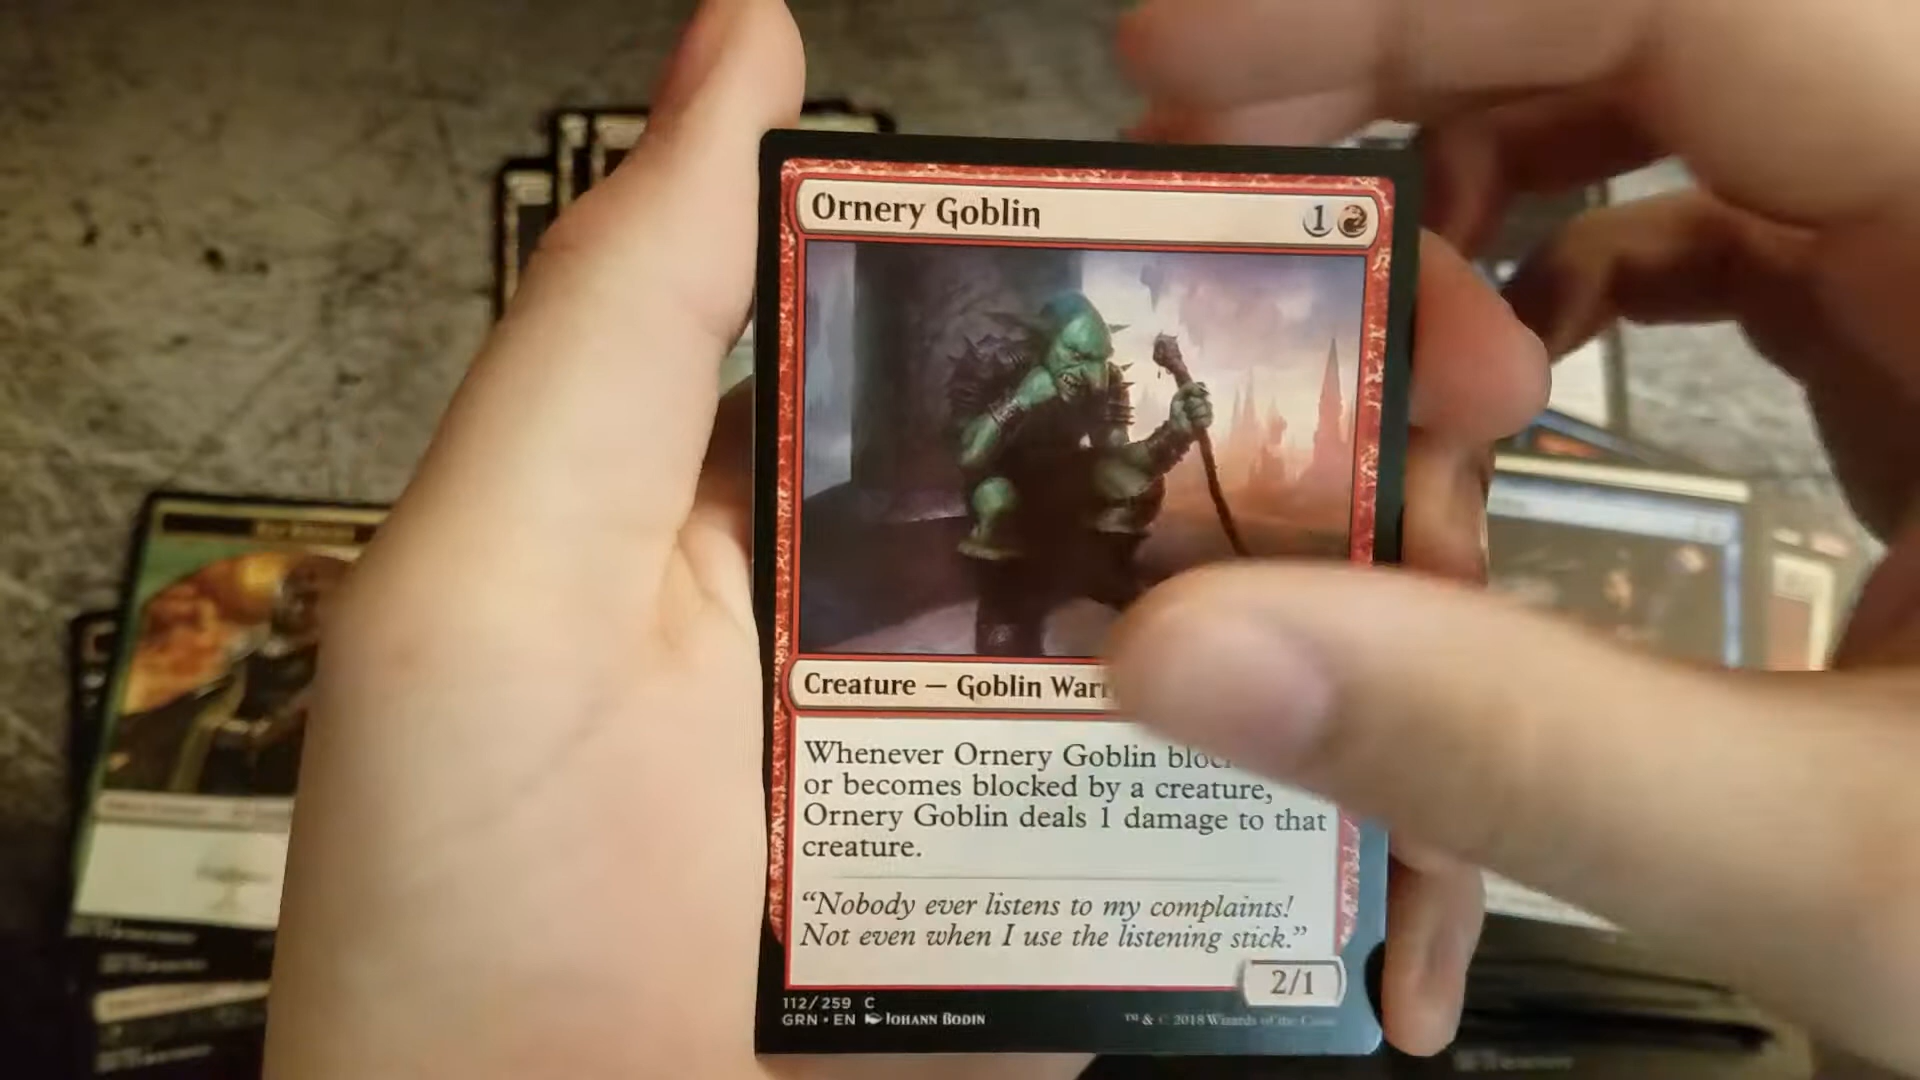 Ornery Goblin 1
Creature — Goblin
Whenever Ornery Goblin
or becomes blocked by a creature,
Ornery Goblin deals 1 damage to that
creature.
“Nobody ever listens to my complaints!
Not even when I use the listening stick.”
2/1
112/259 C
GRN • EN JOHANN BODIN
™ & © 2018 Wizards of the Coast